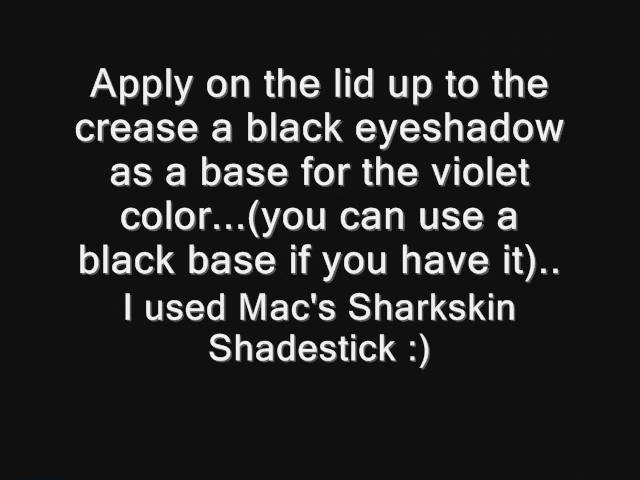 Apply on the lid up to the
crease a black eyeshadow
as a base for the violet
color...(you can use a
black base if you have it)..
I used Mac's Sharkskin
Shadestick :)